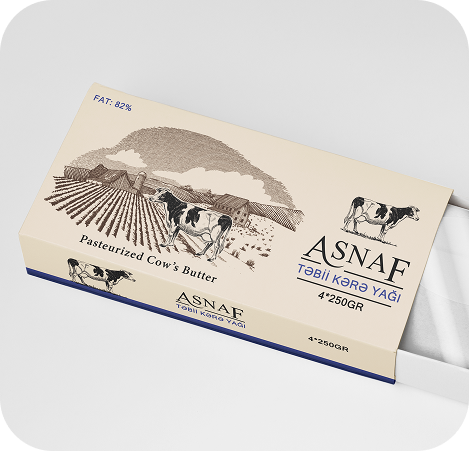 FAT: 82%
Pasteurized Cow's Butter
ASNAF
TƏBİİ KƏRƏ YAĞI
4*250GR
ASNAF
TƏBİİ KƏRƏ YAĞI
4*250GR